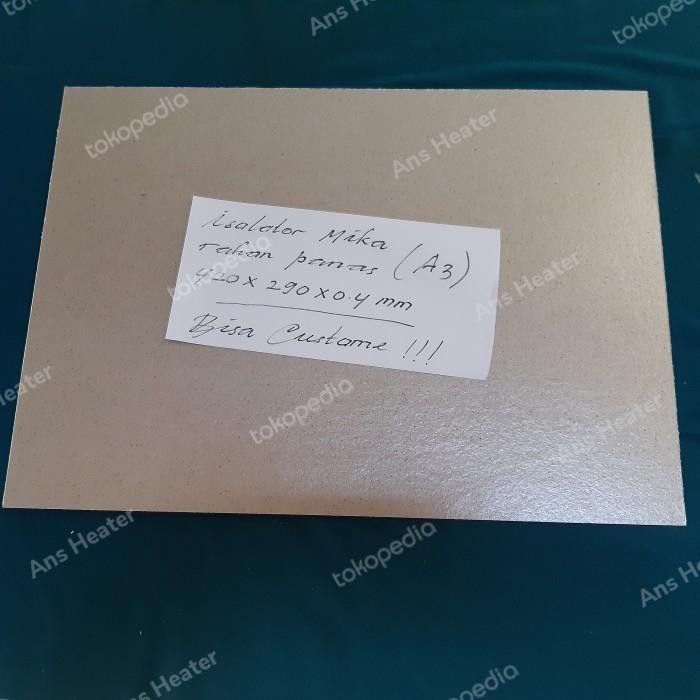 isolator Mika
tahan panas (A3)
420 x 290 x 0.4 mm
Bisa Custome !!!
tokopedia
Ans Heater